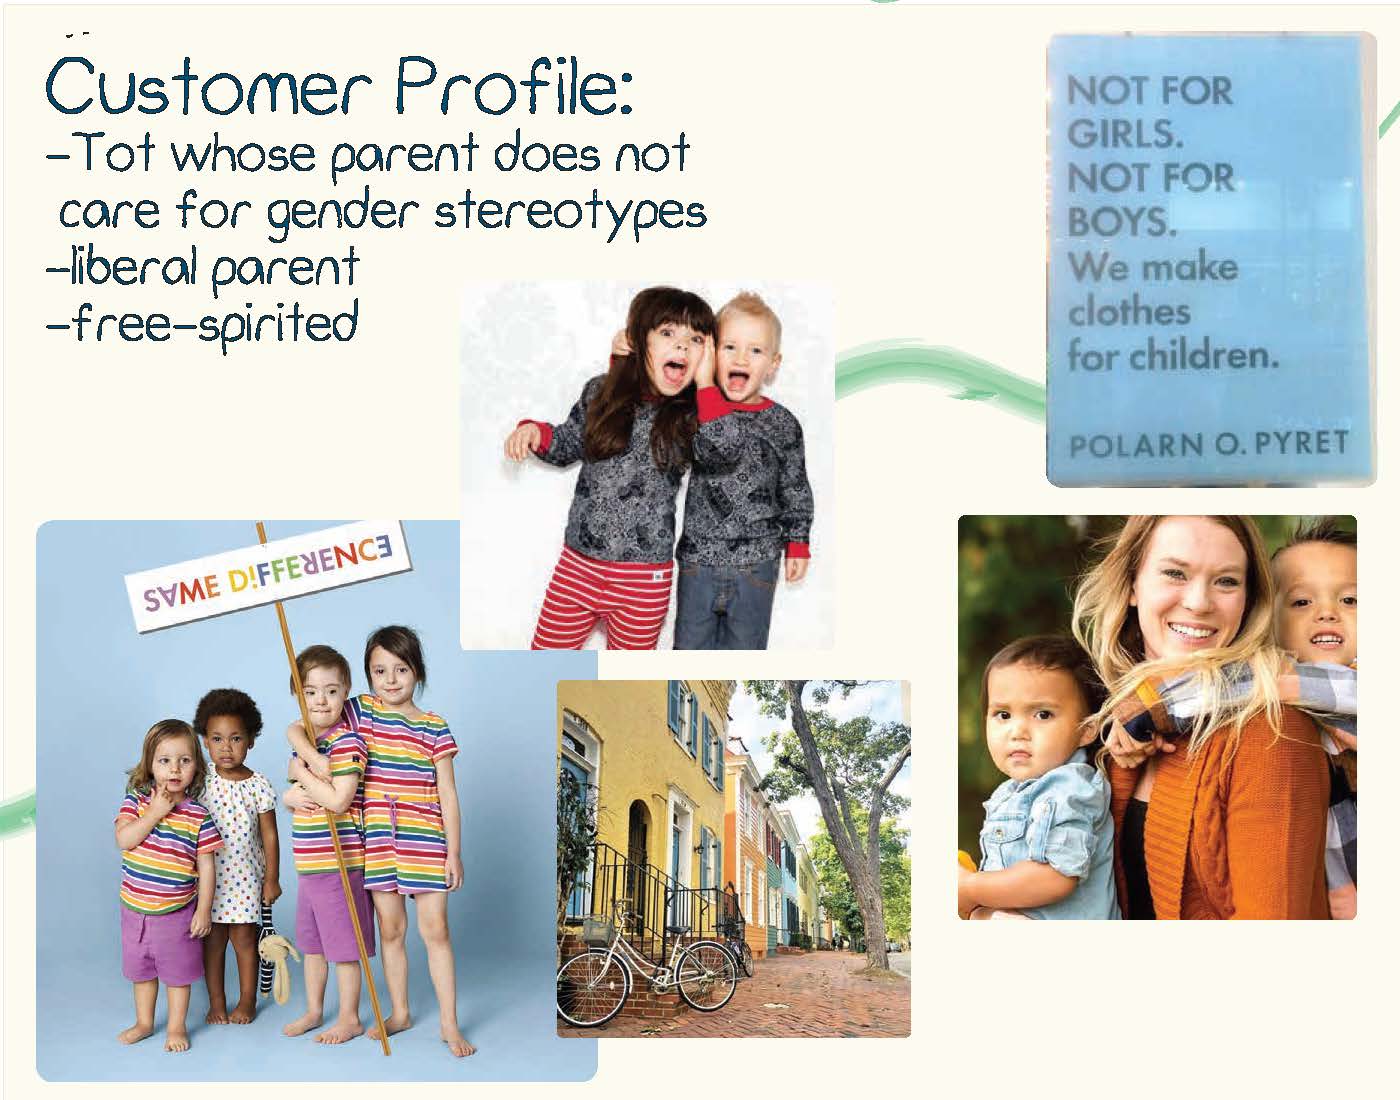 Customer Profile:
-Tot whose parent does not
care for gender stereotypes
-liberal parent
-free-spirited
NOT FOR
GIRLS.
NOT FOR
BOYS.
We make
clothes
for children.
POLARN O. PYRET
SAME DiFFERENCE